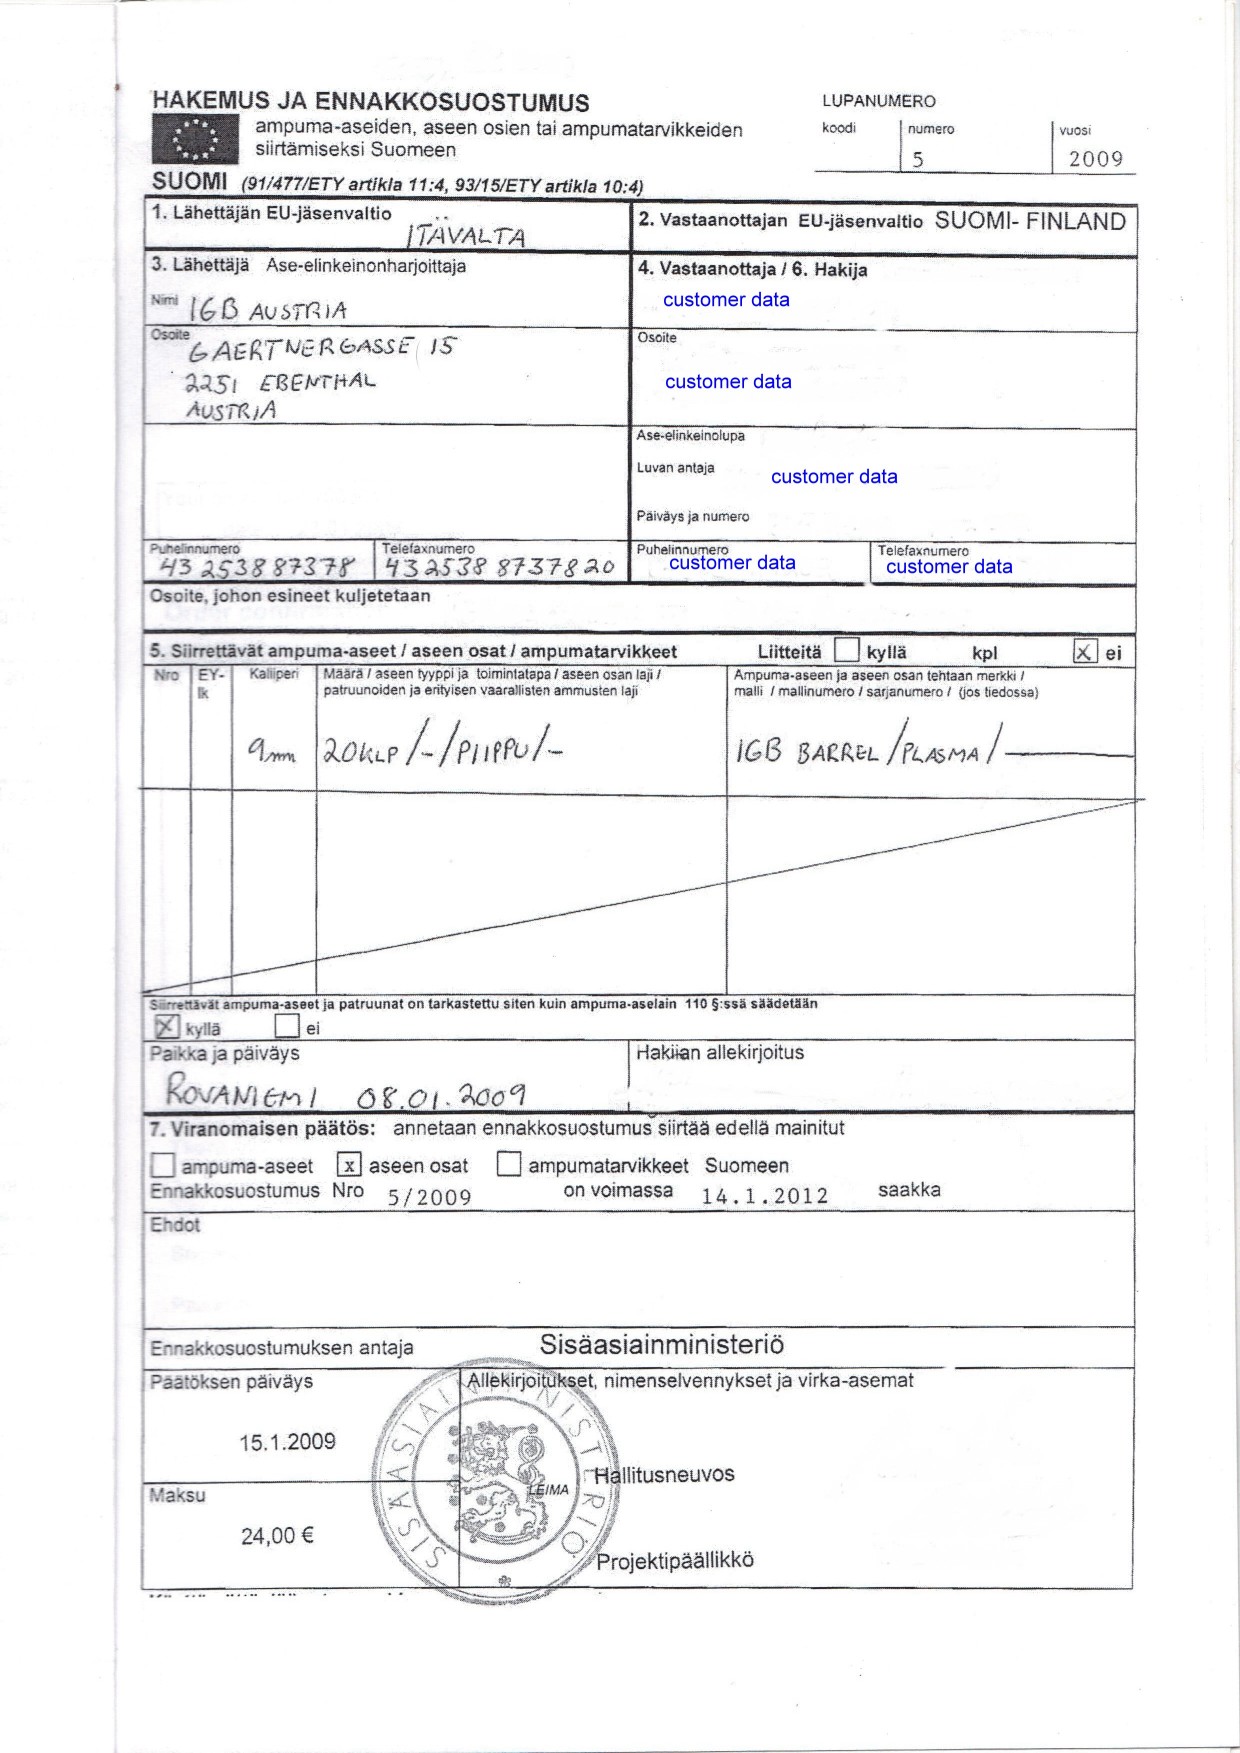 HAKEMUS JA ENNAKKOSUOSTUMUS
ampuma-aseiden, aseen osien tai ampumatarvikkeiden
siirtämiseksi Suomeen
SUOMI (91/477/ETY artikla 11:4, 93/15/ETY artikla 10:4)
LUPANUMERO
koodi numero vuosi
5 2009
1. Lähettäjän EU-jäsenvaltio
ITÄVALTA
2. Vastaanottajan EU-jäsenvaltio SUOMI- FINLAND
3. Lähettäjä Ase-elinkeinonharjoittaja
Nimi IGB AUSTRIA
4. Vastaanottaja / 6. Hakija
customer data
Osoite GAERTNERGASSE 15
2251 EBENTHAL
AUSTRIA
Osoite
customer data
Ase-elinkeinolupa
Luvan antaja customer data
Päiväys ja numero
Puhelinnumero Telefaxnumero
43 2538 87378 43 2538 8737820
Puhelinnumero Telefaxnumero
customer data customer data
Osoite, johon esineet kuljetetaan
5. Siirrettävät ampuma-aseet / aseen osat / ampumatarvikkeet Liitteitä kyllä kpl X ei
Nro EY-lk Kaliiperi
Määrä / aseen tyyppi ja toimintatapa / aseen osan laji /
patruunoiden ja erityisen vaarallisten ammusten laji
Ampuma-aseen ja aseen osan tehtaan merkki /
malli / mallinumero / sarjanumero / (jos tiedossa)
9mm 20KLP /-/PIIPPU/- IGB BARREL /PLASMA /
Siirrettävät ampuma-aseet ja patruunat on tarkastettu siten kuin ampuma-aselain 110 §:ssä säädetään
X kyllä ei
Paikka ja päiväys
ROVANIEMI 08.01.2009
Hakijan allekirjoitus
7. Viranomaisen päätös: annetaan ennakkosuostumus siirtää edellä mainitut
ampuma-aseet x aseen osat ampumatarvikkeet Suomeen
Ennakkosuostumus Nro 5/2009 on voimassa 14.1.2012 saakka
Ehdot
Ennakkosuostumuksen antaja Sisäasiainministeriö
Päätöksen päiväys
15.1.2009
Allekirjoitukset, nimenselvennykset ja virka-asemat
SISÄASIAINMINISTERIÖ
LEIMA
Hallitusneuvos
Maksu
24,00 €
Projektipäällikkö